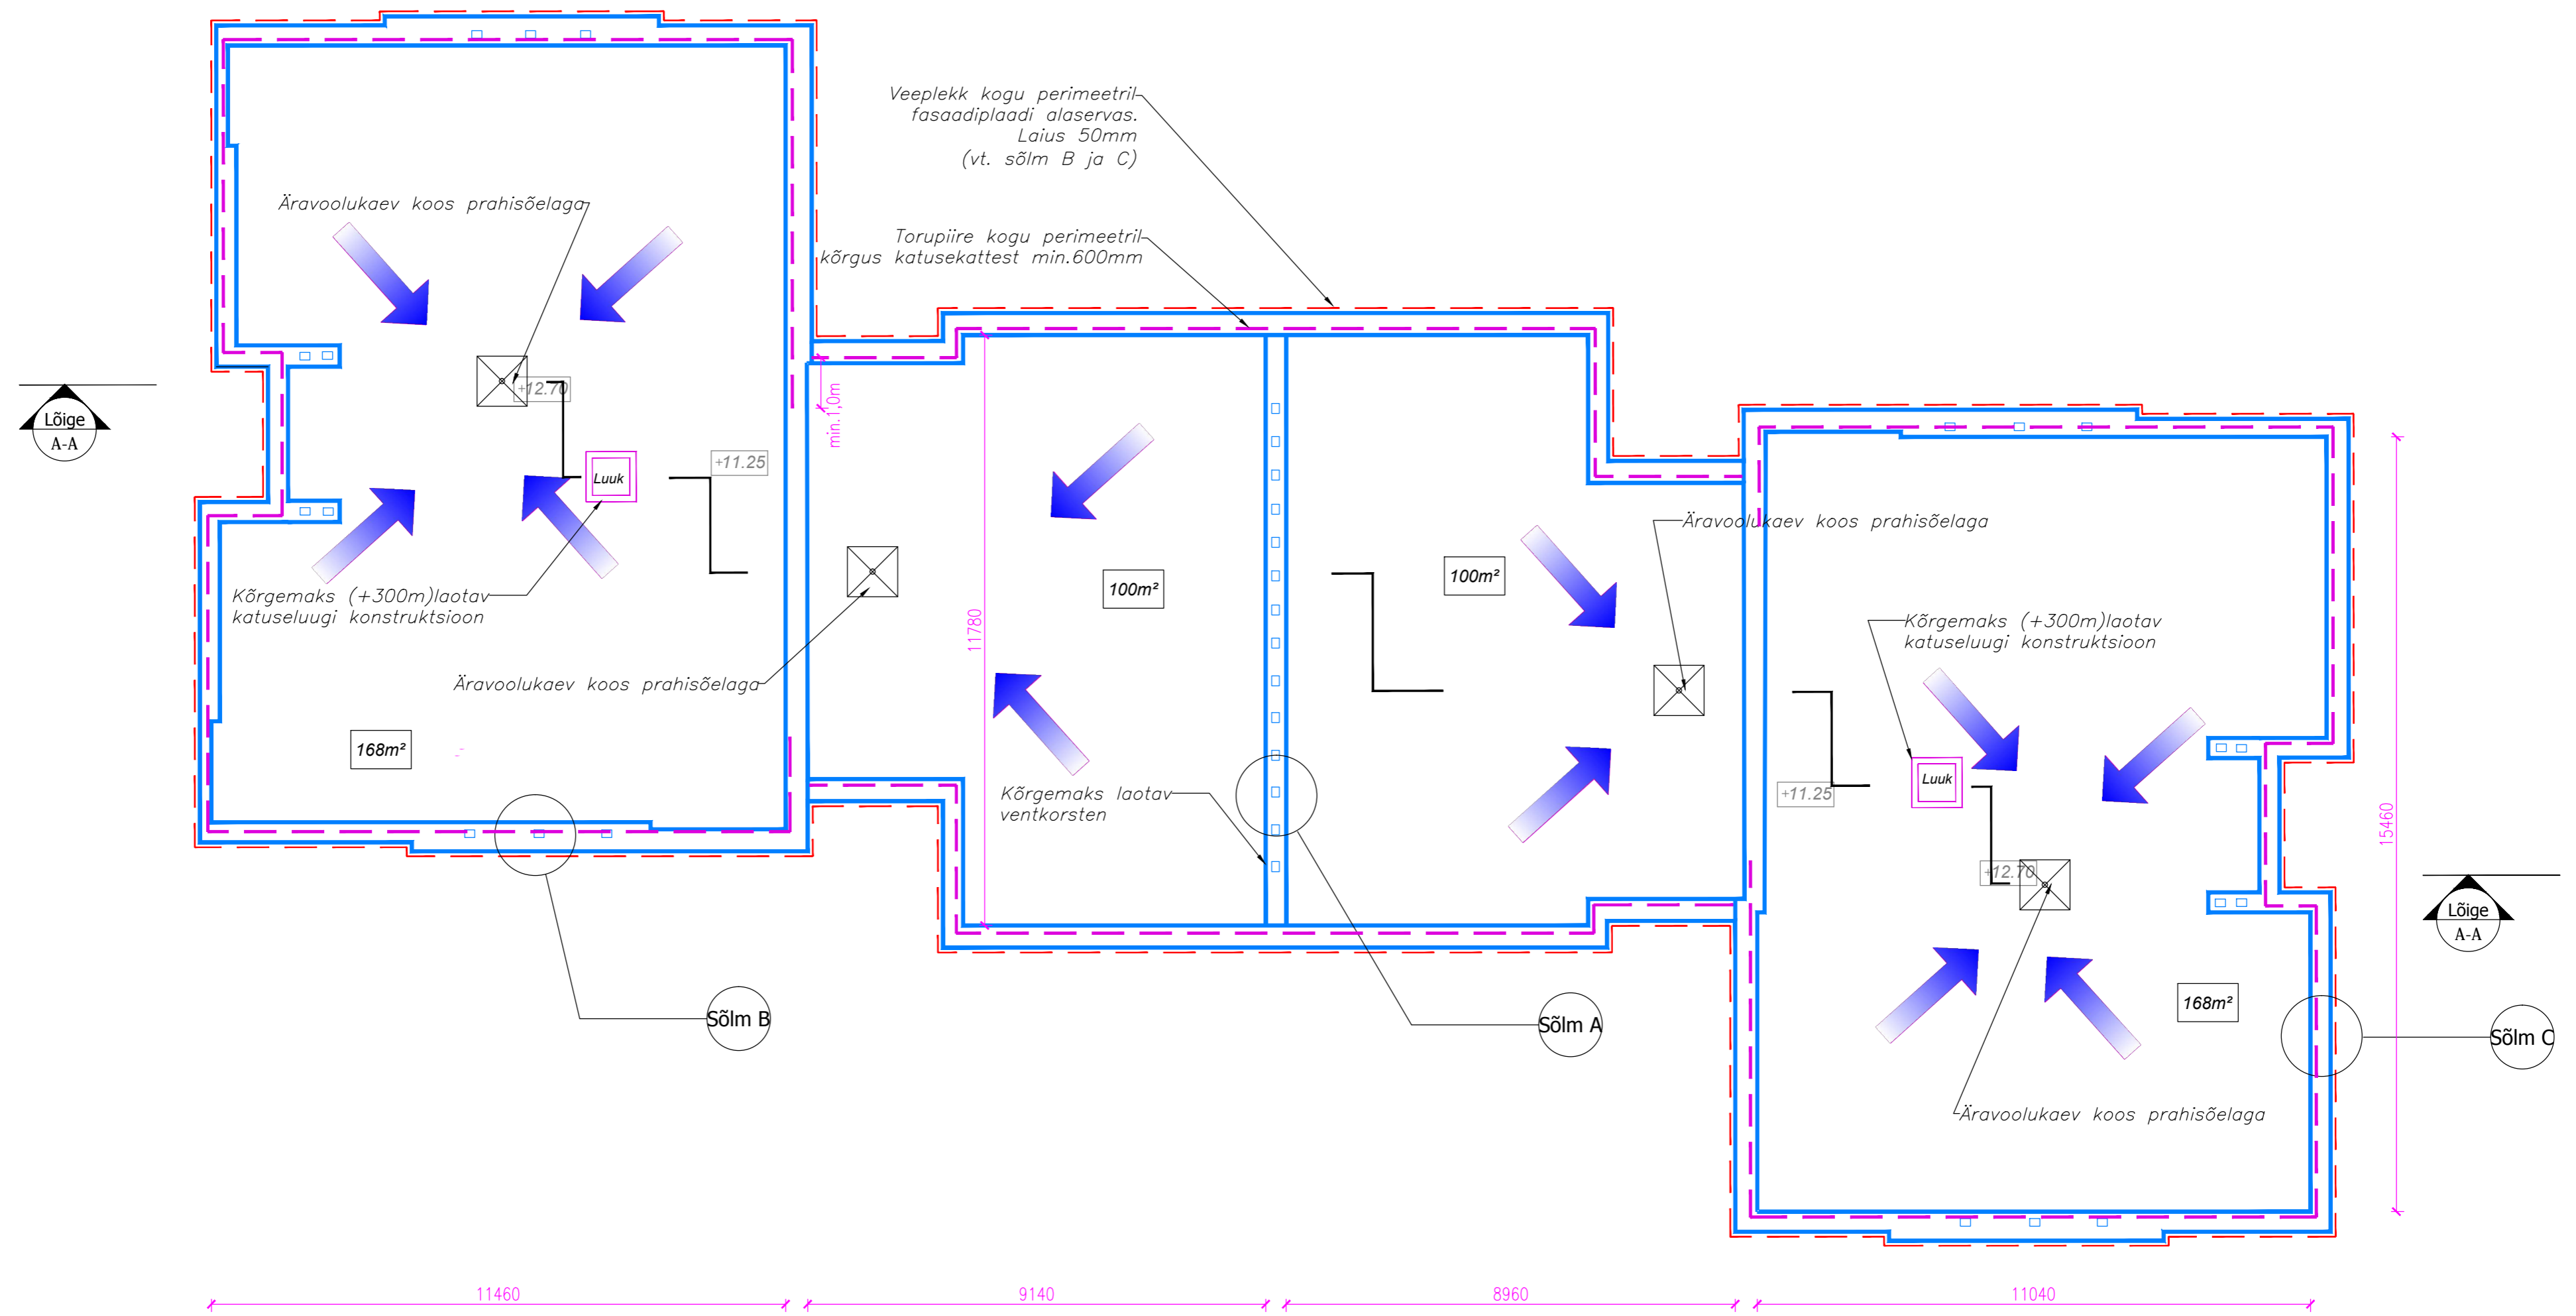 Veeplekk kogu perimeetril
fasaadiplaadi alaservas.
Laius 50mm
(vt. sõlm B ja C)
Äravoolukaev koos prahisõelaga
Torupiire kogu perimeetril
kõrgus katusekattest min.600mm
+12.70
min.1,0m
Lõige
A-A
+11.25
Luuk
Äravoolukaev koos prahisõelaga
100m²
100m²
Kõrgemaks (+300m)laotav
katuseluugi konstruktsioon
11780
Kõrgemaks (+300m)laotav
katuseluugi konstruktsioon
Äravoolukaev koos prahisõelaga
168m²
Luuk
+11.25
Kõrgemaks laotav
ventkorsten
15460
+12.70
Lõige
A-A
168m²
Sõlm B
Sõlm A
Sõlm C
Äravoolukaev koos prahisõelaga
11460
9140
8960
11040